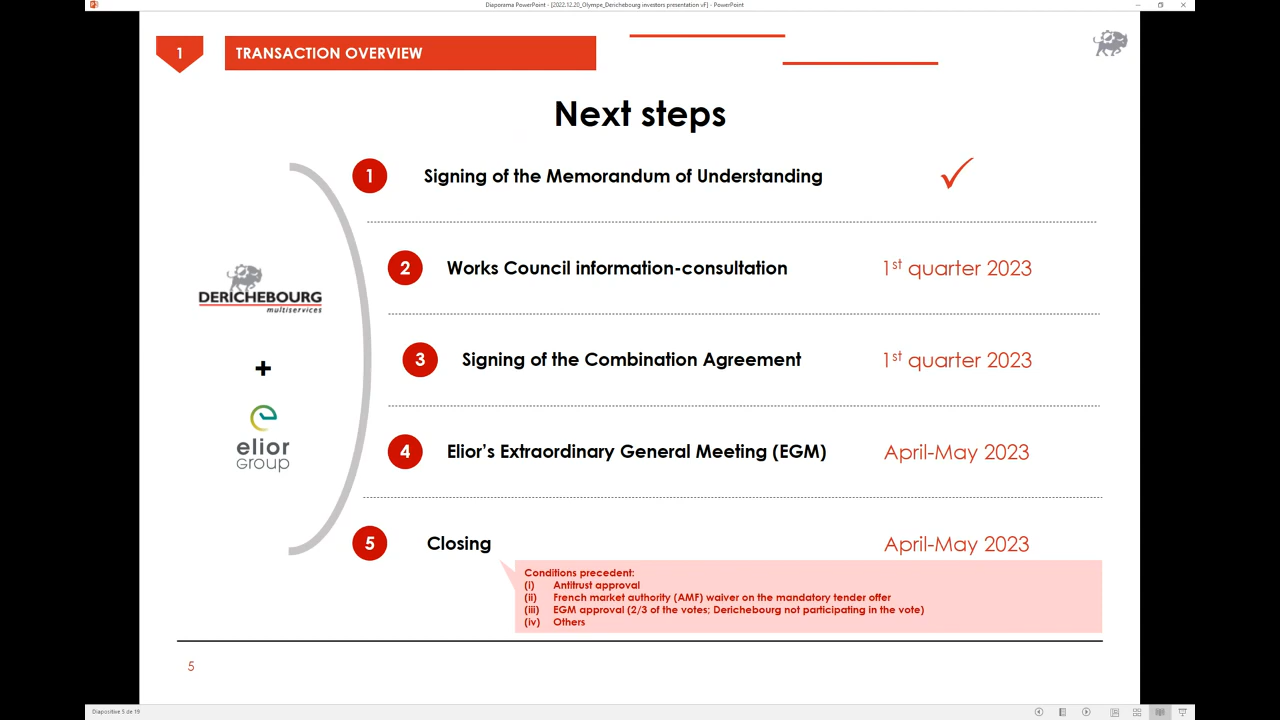 Diaporama PowerPoint - [2022.12.20_Olympe_Derichebourg investors presentation vF] - PowerPoint
1
TRANSACTION OVERVIEW
Next steps
1
Signing of the Memorandum of Understanding
2
Works Council information-consultation
1st quarter 2023
DERICHEBOURG
multiservices
3
Signing of the Combination Agreement
1st quarter 2023
+
elior
GROUP
4
Elior's Extraordinary General Meeting (EGM)
April-May 2023
5
Closing
April-May 2023
Conditions precedent:
(i) Antitrust approval
(ii) French market authority (AMF) waiver on the mandatory tender offer
(iii) EGM approval (2/3 of the votes; Derichebourg not participating in the vote)
(iv) Others
5
Diapositive 5 de 19